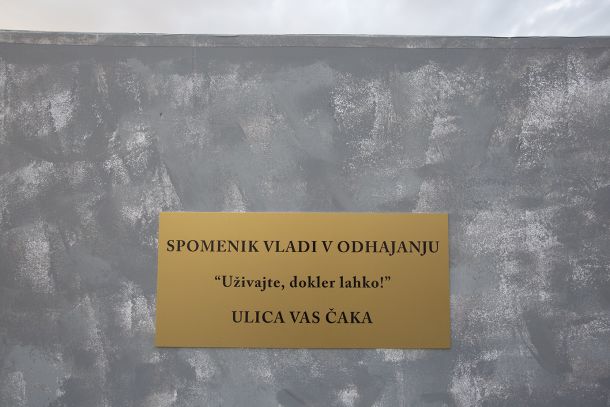 SPOMENIK VLADI V ODHAJANJU
“Uživajte, dokler lahko!”
ULICA VAS ČAKA